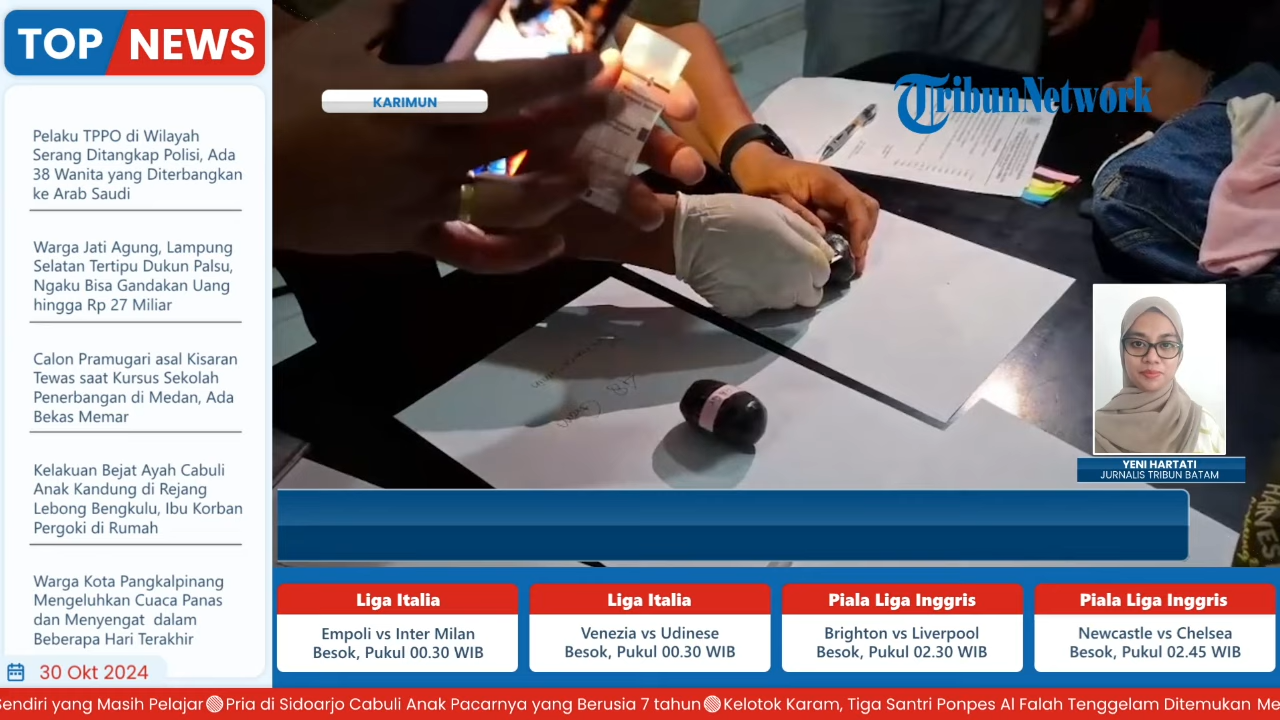 TOP NEWS
Pelaku TPPO di Wilayah
Serang Ditangkap Polisi, Ada
38 Wanita yang Diterbangkan
ke Arab Saudi
Warga Jati Agung, Lampung
Selatan Tertipu Dukun Palsu,
Ngaku Bisa Gandakan Uang
hingga Rp 27 Miliar
Calon Pramugari asal Kisaran
Tewas saat Kursus Sekolah
Penerbangan di Medan, Ada
Bekas Memar
Kelakuan Bejat Ayah Cabuli
Anak Kandung di Rejang
Lebong Bengkulu, Ibu Korban
Pergoki di Rumah
Warga Kota Pangkalpinang
Mengeluhkan Cuaca Panas
dan Menyengat dalam
Beberapa Hari Terakhir
30 Okt 2024
KARIMUN
TribunNetwork
YENI HARTATI
JURNALIS TRIBUN BATAM
Liga Italia
Empoli vs Inter Milan
Besok, Pukul 00.30 WIB
Liga Italia
Venezia vs Udinese
Besok, Pukul 00.30 WIB
Piala Liga Inggris
Brighton vs Liverpool
Besok, Pukul 02.30 WIB
Piala Liga Inggris
Newcastle vs Chelsea
Besok, Pukul 02.45 WIB
Sendiri yang Masih Pelajar Pria di Sidoarjo Cabuli Anak Pacarnya yang Berusia 7 tahun Kelotok Karam, Tiga Santri Ponpes Al Falah Tenggelam Ditemukan Me